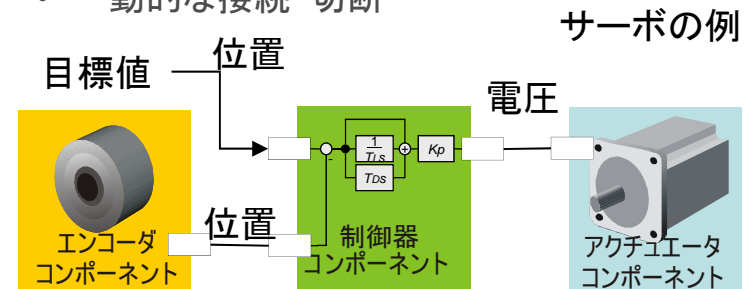 動的な接続 切断
サーボの例
位置
目標値
電圧
1
TI s
TDs
Kp
-
+
位置
エンコーダ
コンポーネント
制御器
コンポーネント
アクチュエータ
コンポーネント